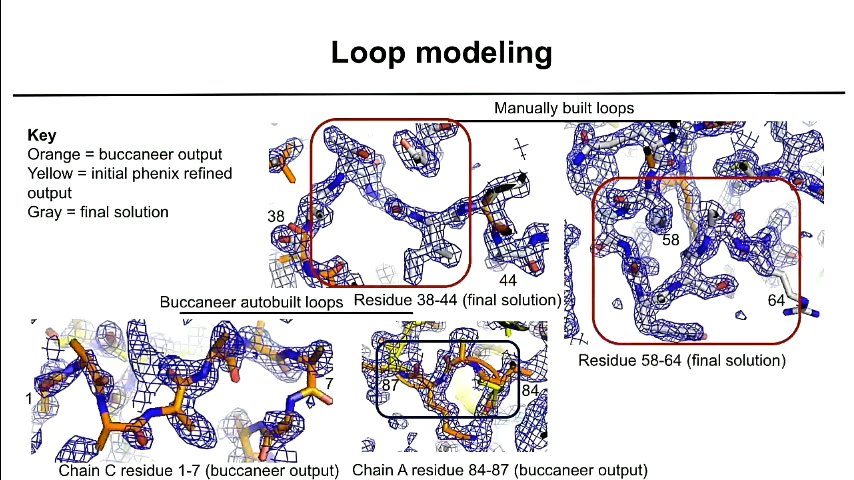 Loop modeling
Manually built loops
Key
Orange = buccaneer output
Yellow = initial phenix refined
output
Gray = final solution
38
44
58
64
Buccaneer autobuilt loops
Residue 38-44 (final solution)
Residue 58-64 (final solution)
1
7
87
84
Chain C residue 1-7 (buccaneer output)
Chain A residue 84-87 (buccaneer output)